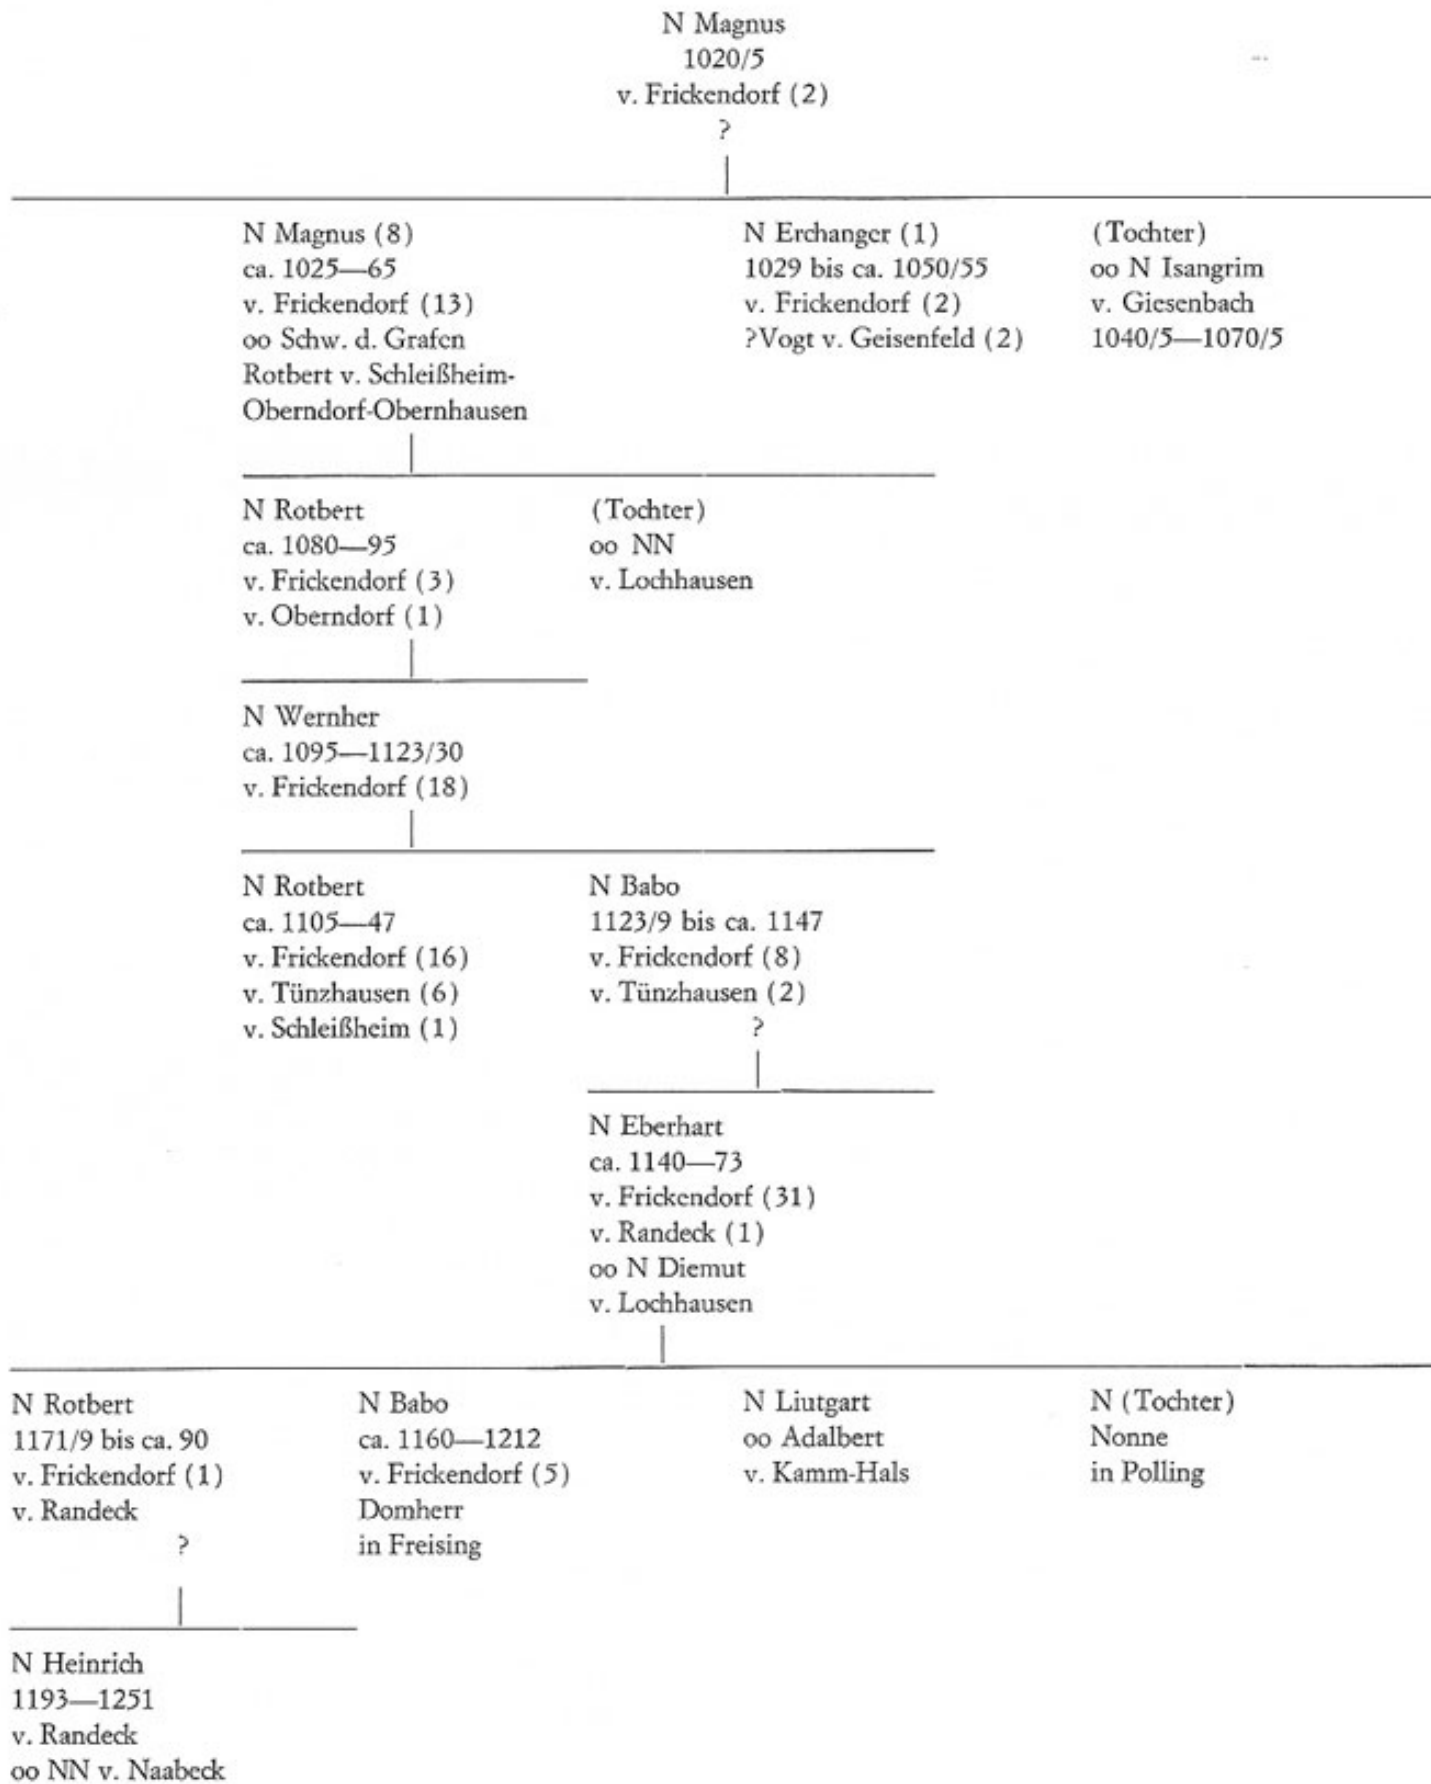 N Magnus
1020/5
v. Frickendorf (2)
?
N Magnus (8)
ca. 1025—65
v. Frickendorf (13)
oo Schw. d. Grafen
Rotbert v. Schleißheim-
Oberndorf-Obernhausen
N Erchanger (1)
1029 bis ca. 1050/55
v. Frickendorf (2)
?Vogt v. Geisenfeld (2)
(Tochter)
oo N Isangrim
v. Giesenbach
1040/5—1070/5
N Rotbert
ca. 1080—95
v. Frickendorf (3)
v. Oberndorf (1)
(Tochter)
oo NN
v. Lochhausen
N Wernher
ca. 1095—1123/30
v. Frickendorf (18)
N Rotbert
ca. 1105—47
v. Frickendorf (16)
v. Tünzhausen (6)
v. Schleißheim (1)
N Babo
1123/9 bis ca. 1147
v. Frickendorf (8)
v. Tünzhausen (2)
?
N Eberhart
ca. 1140—73
v. Frickendorf (31)
v. Randeck (1)
oo N Diemut
v. Lochhausen
N Rotbert
1171/9 bis ca. 90
v. Frickendorf (1)
v. Randeck
?
N Babo
ca. 1160—1212
v. Frickendorf (5)
Domherr
in Freising
N Liutgart
oo Adalbert
v. Kamm-Hals
N (Tochter)
Nonne
in Polling
N Heinrich
1193—1251
v. Randeck
oo NN v. Naabeck